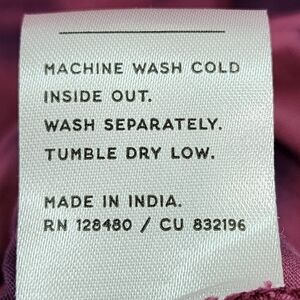 MACHINE WASH COLD
INSIDE OUT.
WASH SEPARATELY.
TUMBLE DRY LOW.
MADE IN INDIA.
RN 128480 / CU 832196